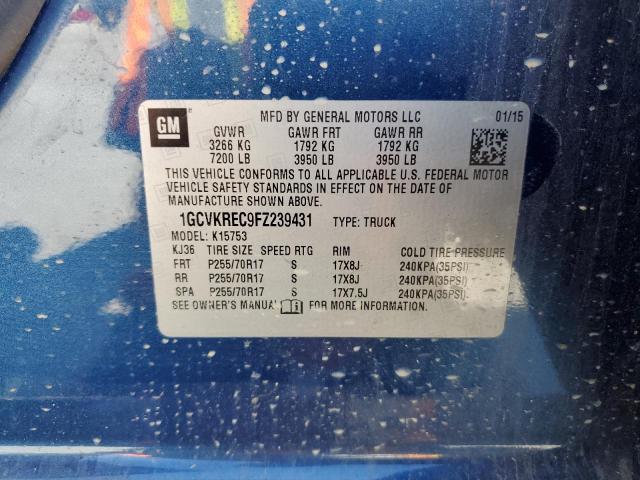 GM
MFD BY GENERAL MOTORS LLC 01/15
GVWR GAWR FRT GAWR RR
3266 KG 1792 KG 1792 KG
7200 LB 3950 LB 3950 LB
THIS VEHICLE CONFORMS TO ALL APPLICABLE U.S. FEDERAL MOTOR
VEHICLE SAFETY STANDARDS IN EFFECT ON THE DATE OF
MANUFACTURE SHOWN ABOVE.
1GCVKREC9FZ239431 TYPE: TRUCK
MODEL: K15753
KJ36 TIRE SIZE SPEED RTG RIM COLD TIRE PRESSURE
FRT P255/70R17 S 17X8J 240KPA(35PSI)
RR P255/70R17 S 17X8J 240KPA(35PSI)
SPA P255/70R17 S 17X7.5J 240KPA(35PSI)
SEE OWNER'S MANUAL FOR MORE INFORMATION.